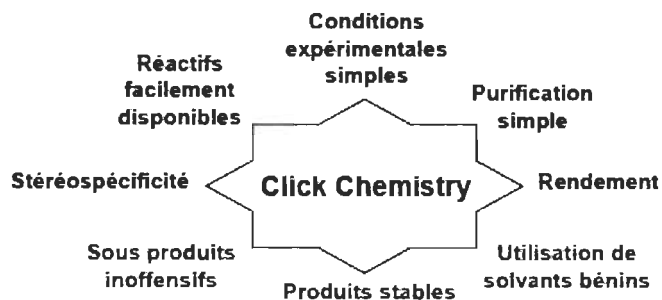 Conditions
expérimentales
simples
Réactifs
facilement
disponibles
Purification
simple
Stéréospécificité
Click Chemistry
Rendement
Sous produits
inoffensifs
Produits stables
Utilisation de
solvants bénins